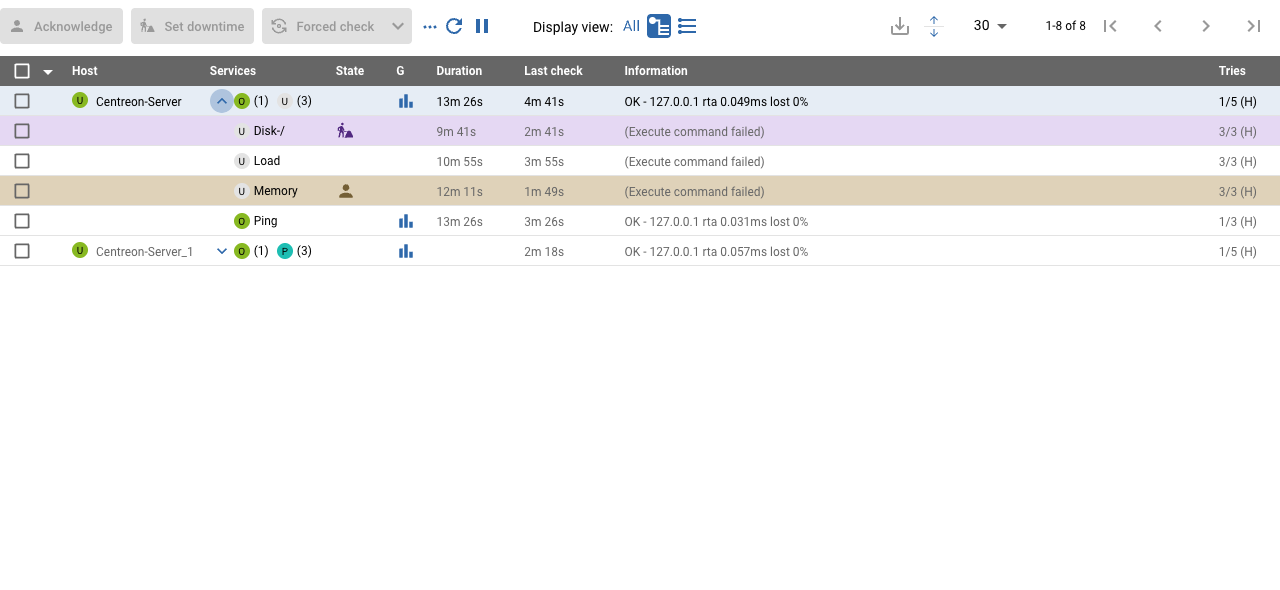 Acknowledge Set downtime Forced check ... Display view: All 30 1-8 of 8
Host Services State G Duration Last check Information Tries
U Centreon-Server O (1) U (3) 13m 26s 4m 41s OK - 127.0.0.1 rta 0.049ms lost 0% 1/5 (H)
U Disk-/ 9m 41s 2m 41s (Execute command failed) 3/3 (H)
U Load 10m 55s 3m 55s (Execute command failed) 3/3 (H)
U Memory 12m 11s 1m 49s (Execute command failed) 3/3 (H)
O Ping 13m 26s 3m 26s OK - 127.0.0.1 rta 0.031ms lost 0% 1/3 (H)
U Centreon-Server_1 O (1) P (3) 2m 18s OK - 127.0.0.1 rta 0.057ms lost 0% 1/5 (H)